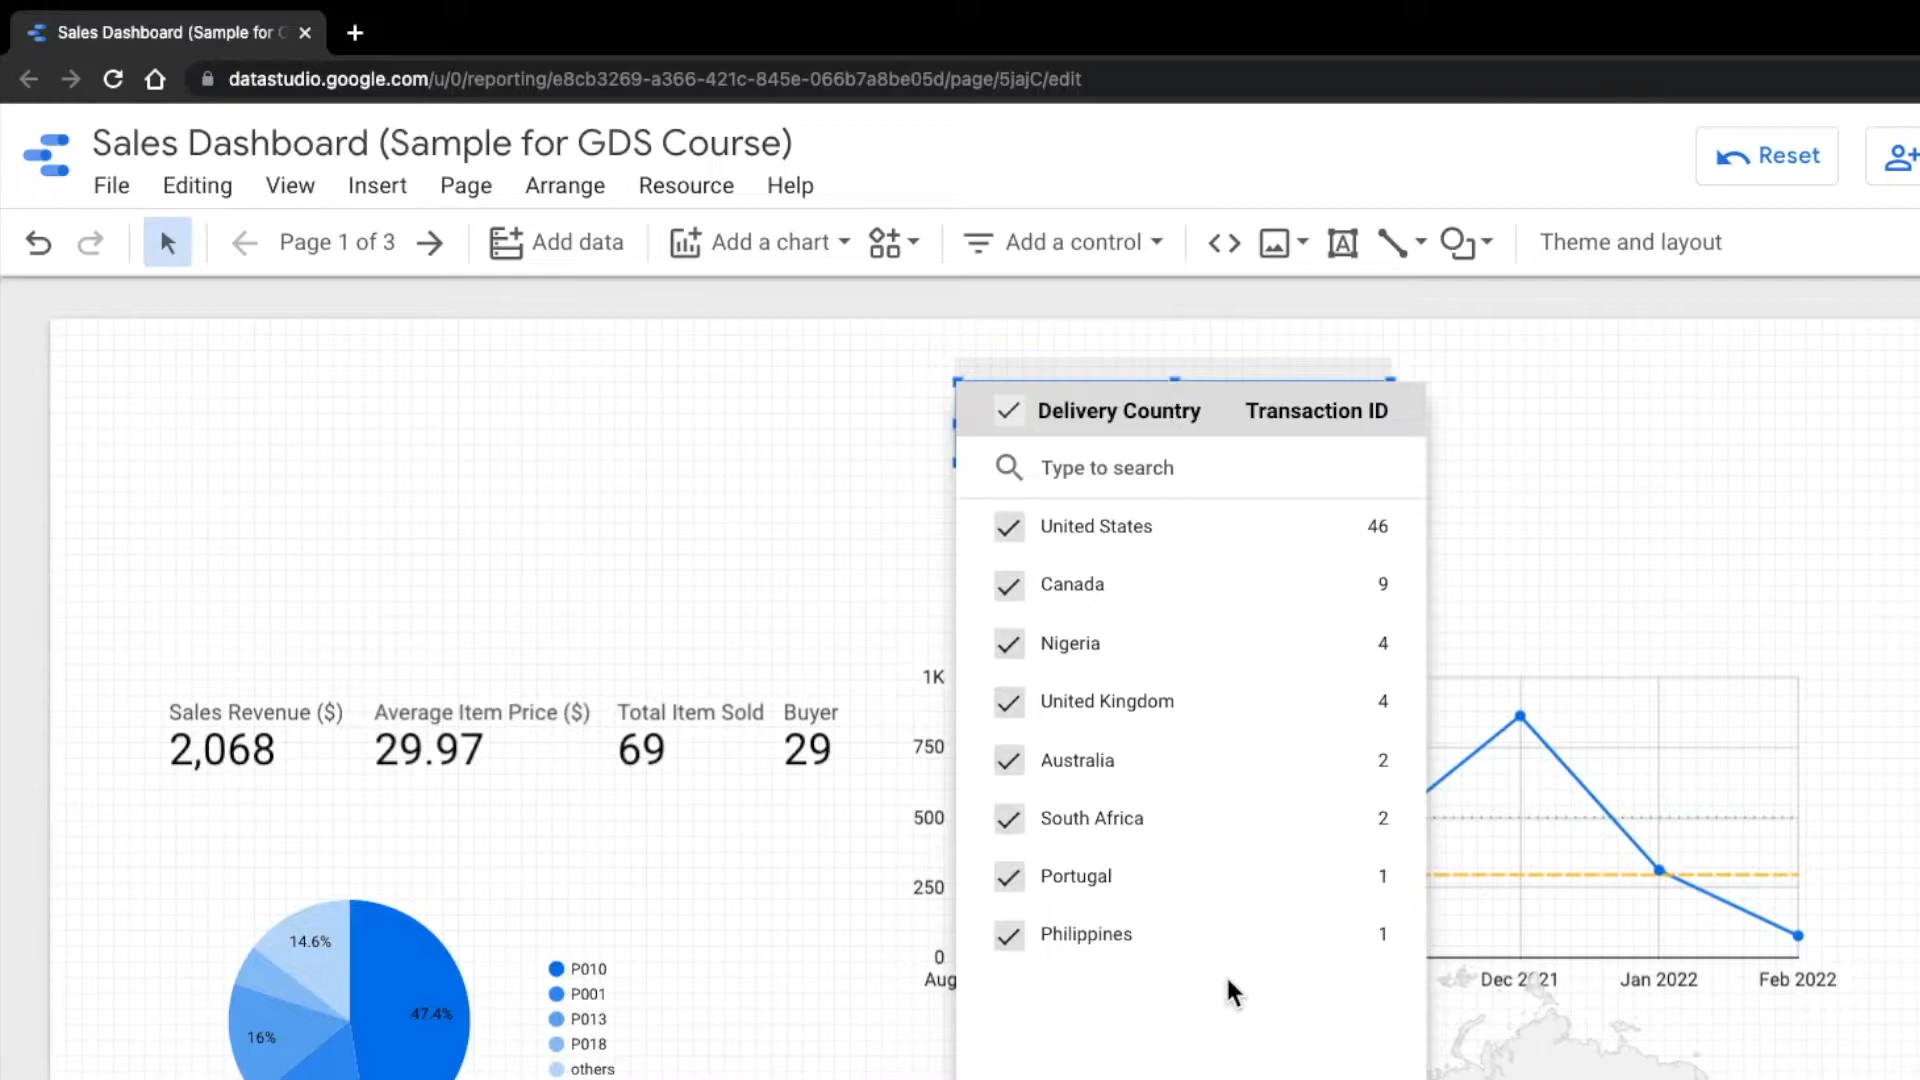 Sales Dashboard (Sample for G
datastudio.google.com/u/0/reporting/e8cb3269-a366-421c-845e-066b7a8be05d/page/5jajC/edit
Sales Dashboard (Sample for GDS Course)
Reset
File Editing View Insert Page Arrange Resource Help
Page 1 of 3 Add data Add a chart Add a control Theme and layout
Delivery Country Transaction ID
Type to search
United States 46
Canada 9
Nigeria 4
United Kingdom 4
Australia 2
South Africa 2
Portugal 1
Philippines 1
Sales Revenue ($) Average Item Price ($) Total Item Sold Buyer
2,068 29.97 69 29
1K
750
500
250
0
Aug Dec 2021 Jan 2022 Feb 2022
14.6%
47.4%
16%
P010
P001
P013
P018
others